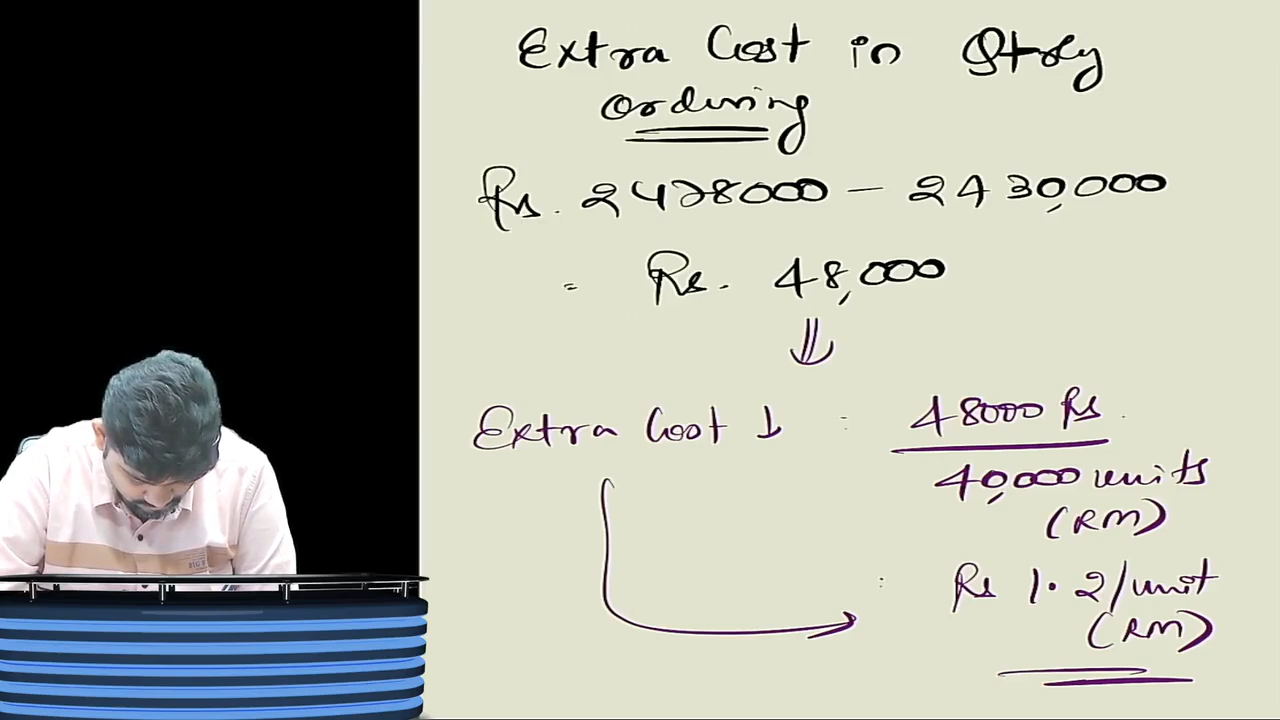 Extra Cost in Qtrly
Ordering
Rs. 2478000 - 2430,000
= Rs. 48,000
Extra Cost ↓ : 48000 Rs.
40,000 units
(RM)
: Rs 1.2/unit
(RM)